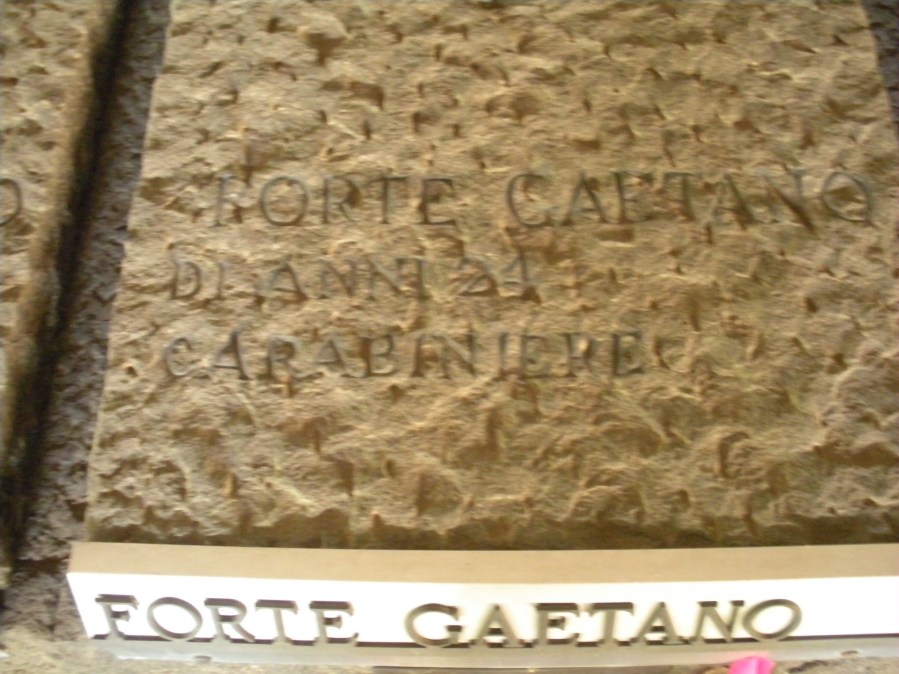 FORTE GAETANO
DI ANNI 24
CARABINIERE
FORTE GAETANO